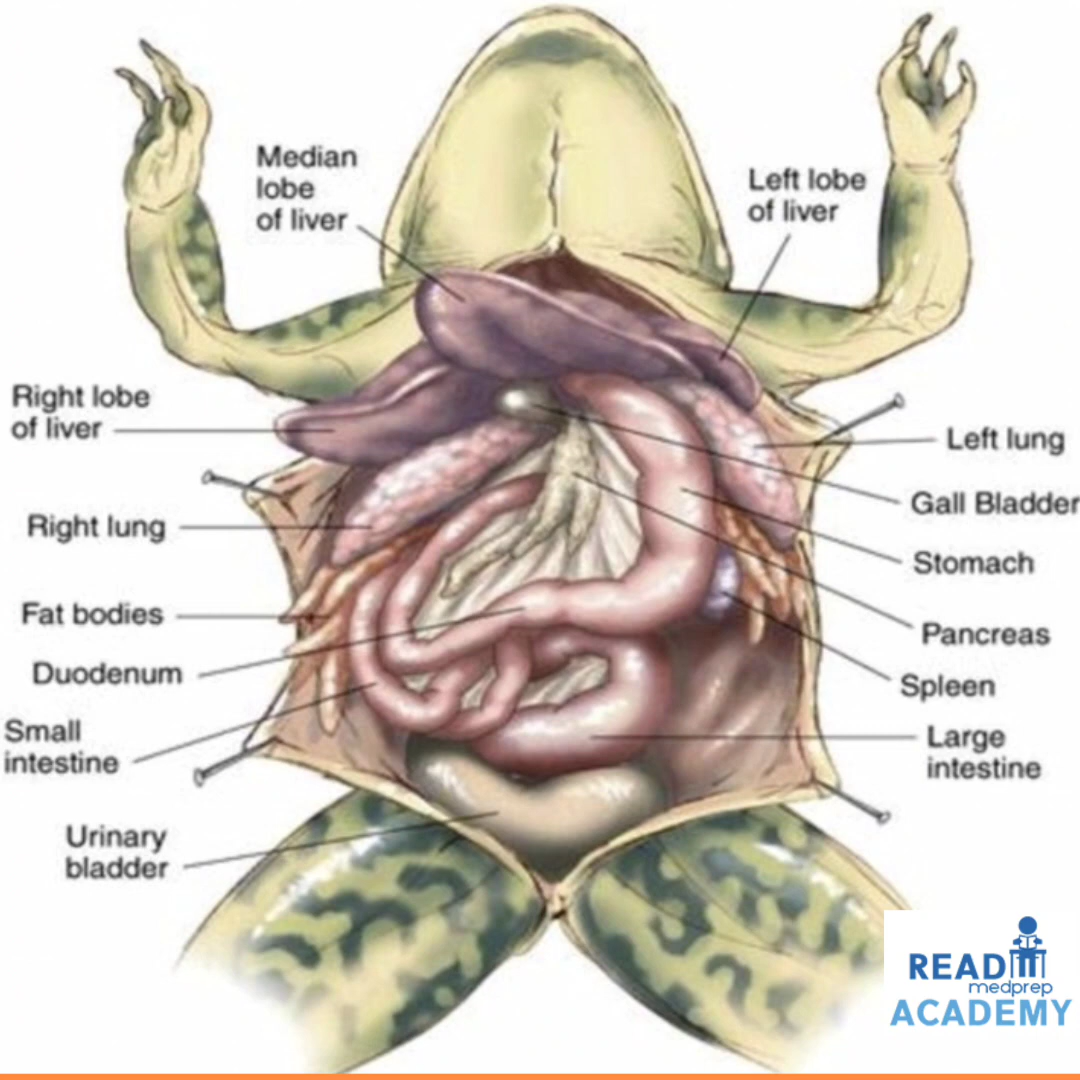 Median
lobe
of liver
Left lobe
of liver
Right lobe
of liver
Left lung
Gall Bladder
Right lung
Stomach
Fat bodies
Pancreas
Duodenum
Spleen
Small
intestine
Large
intestine
Urinary
bladder
READ
medprep
ACADEMY